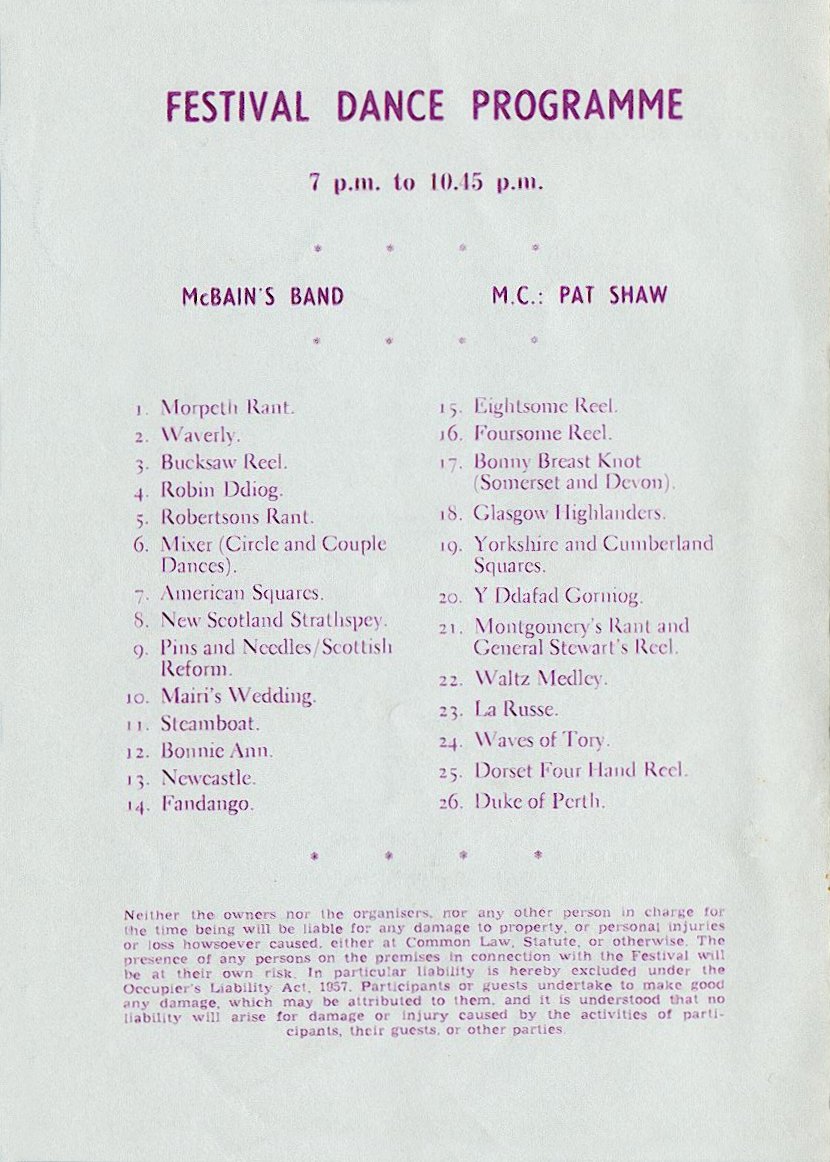 FESTIVAL DANCE PROGRAMME
7 p.m. to 10.45 p.m.
* * * *
McBAIN'S BAND
M.C.: PAT SHAW
* * * *
1. Morpeth Rant.
2. Waverly.
3. Bucksaw Reel.
4. Robin Ddiog.
5. Robertsons Rant.
6. Mixer (Circle and Couple
Dances).
7. American Squares.
8. New Scotland Strathspey.
9. Pins and Needles/Scottish
Reform.
10. Mairi's Wedding.
11. Steamboat.
12. Bonnie Ann.
13. Newcastle.
14. Fandango.
15. Eightsome Reel.
16. Foursome Reel.
17. Bonny Breast Knot
(Somerset and Devon).
18. Glasgow Highlanders.
19. Yorkshire and Cumberland
Squares.
20. Y Ddafad Gorniog.
21. Montgomery's Rant and
General Stewart's Reel.
22. Waltz Medley.
23. La Russe.
24. Waves of Tory.
25. Dorset Four Hand Reel.
26. Duke of Perth.
* * * *
Neither the owners nor the organisers, nor any other person in charge for
the time being will be liable for any damage to property, or personal injuries
or loss howsoever caused, either at Common Law, Statute, or otherwise. The
presence of any persons on the premises in connection with the Festival will
be at their own risk. In particular liability is hereby excluded under the
Occupier's Liability Act, 1957. Participants or guests undertake to make good
any damage, which may be attributed to them, and it is understood that no
liability will arise for damage or injury caused by the activities of parti-
cipants, their guests, or other parties.